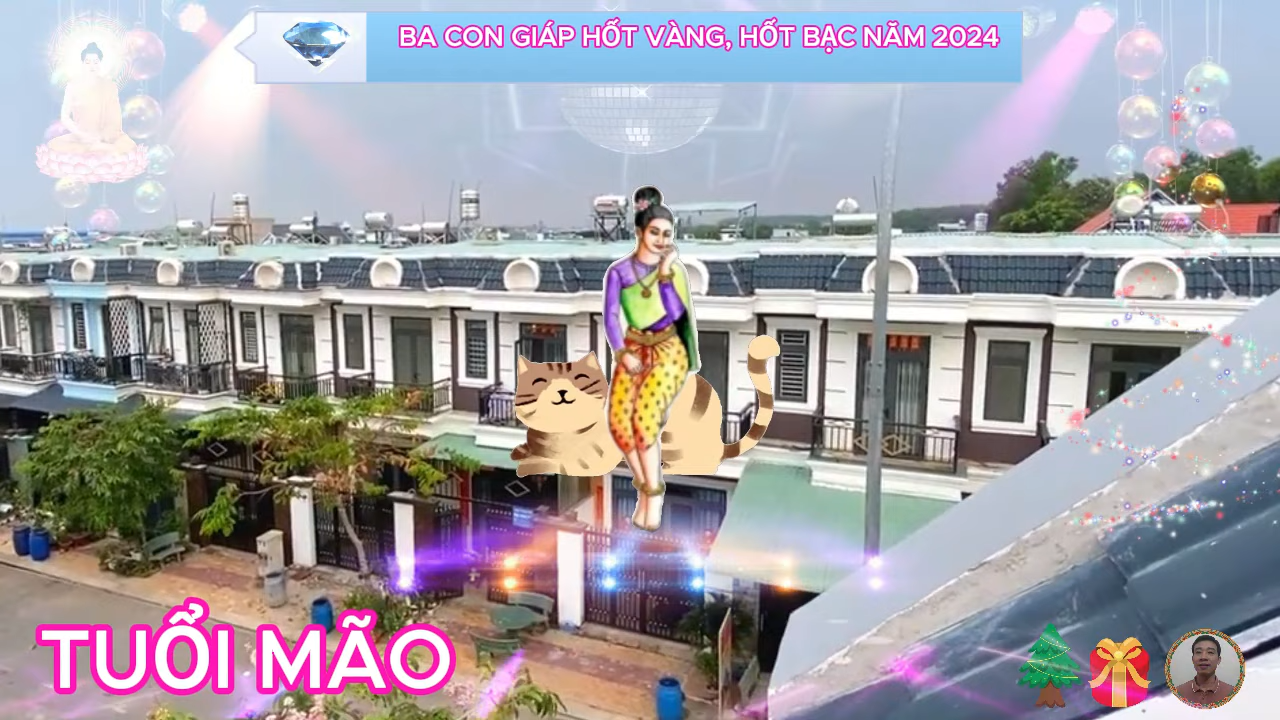 BA CON GIÁP HỐT VÀNG, HỐT BẠC NĂM 2024
TUỔI MÃO